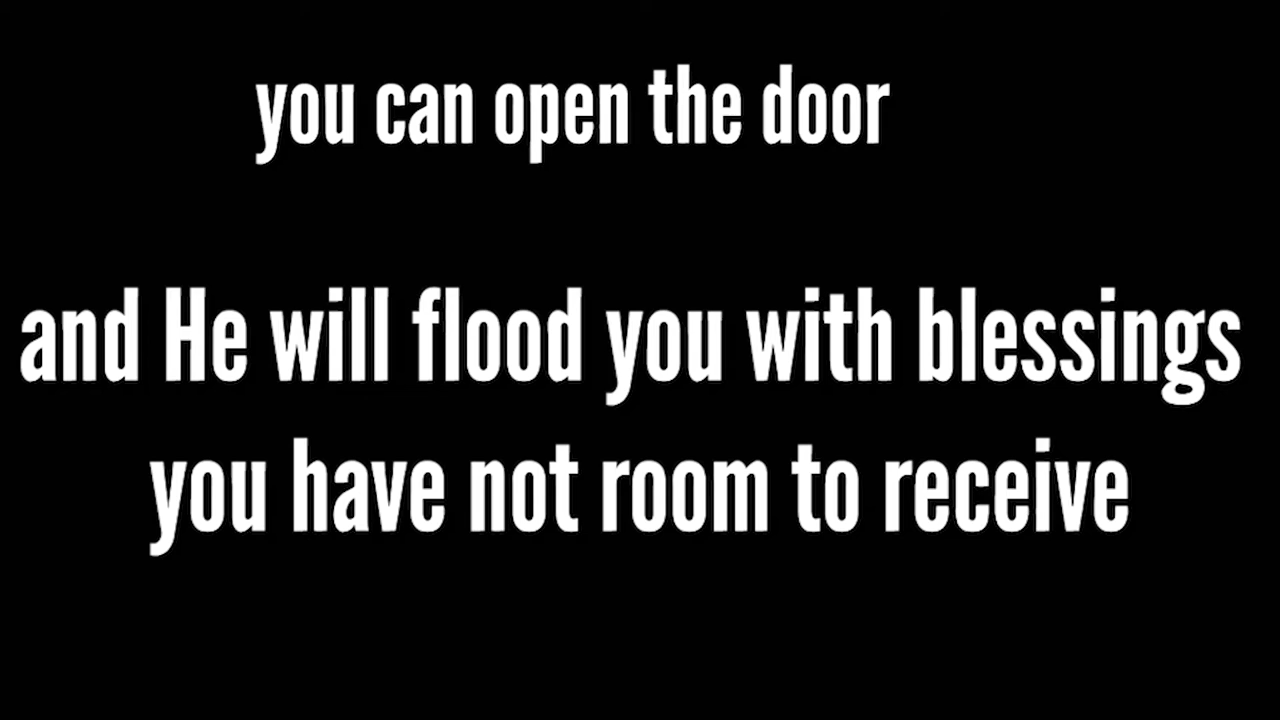 you can open the door
and He will flood you with blessings
you have not room to receive